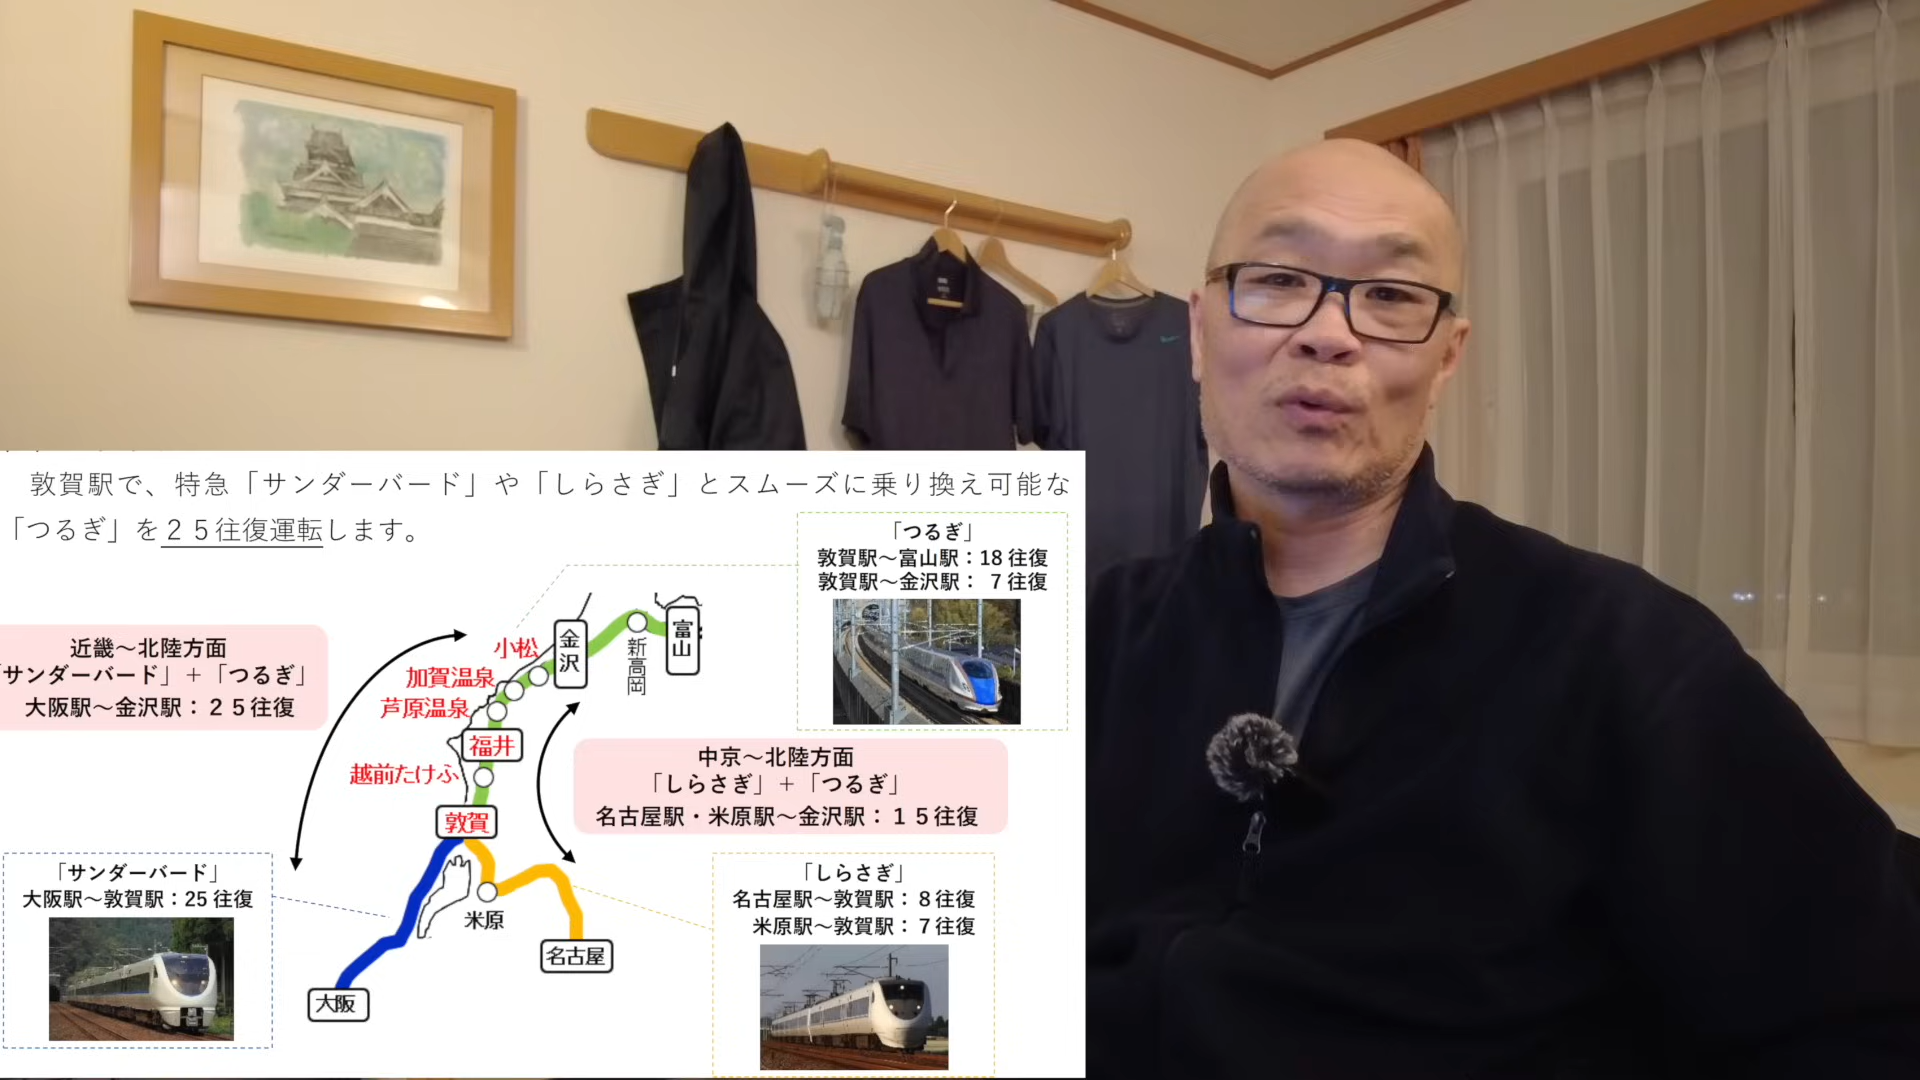 敦賀駅で、特急「サンダーバード」や「しらさぎ」とスムーズに乗り換え可能な
「つるぎ」を２５往復運転します。
「つるぎ」
敦賀駅～富山駅：18 往復
敦賀駅～金沢駅： 7 往復
近畿～北陸方面
「サンダーバード」＋「つるぎ」
大阪駅～金沢駅：２５往復
富山
新高岡
金沢
小松
加賀温泉
芦原温泉
福井
越前たけふ
敦賀
中京～北陸方面
「しらさぎ」＋「つるぎ」
名古屋駅・米原駅～金沢駅：１５往復
「サンダーバード」
大阪駅～敦賀駅：25 往復
米原
名古屋
大阪
「しらさぎ」
名古屋駅～敦賀駅：８往復
米原駅～敦賀駅：７往復